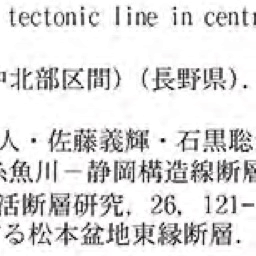 tectonic line in centr
中北部区間) (長野県).
人・佐藤義輝・石黒聡
糸魚川－静岡構造線断層
活断層研究, 26, 121-
る松本盆地東縁断層.